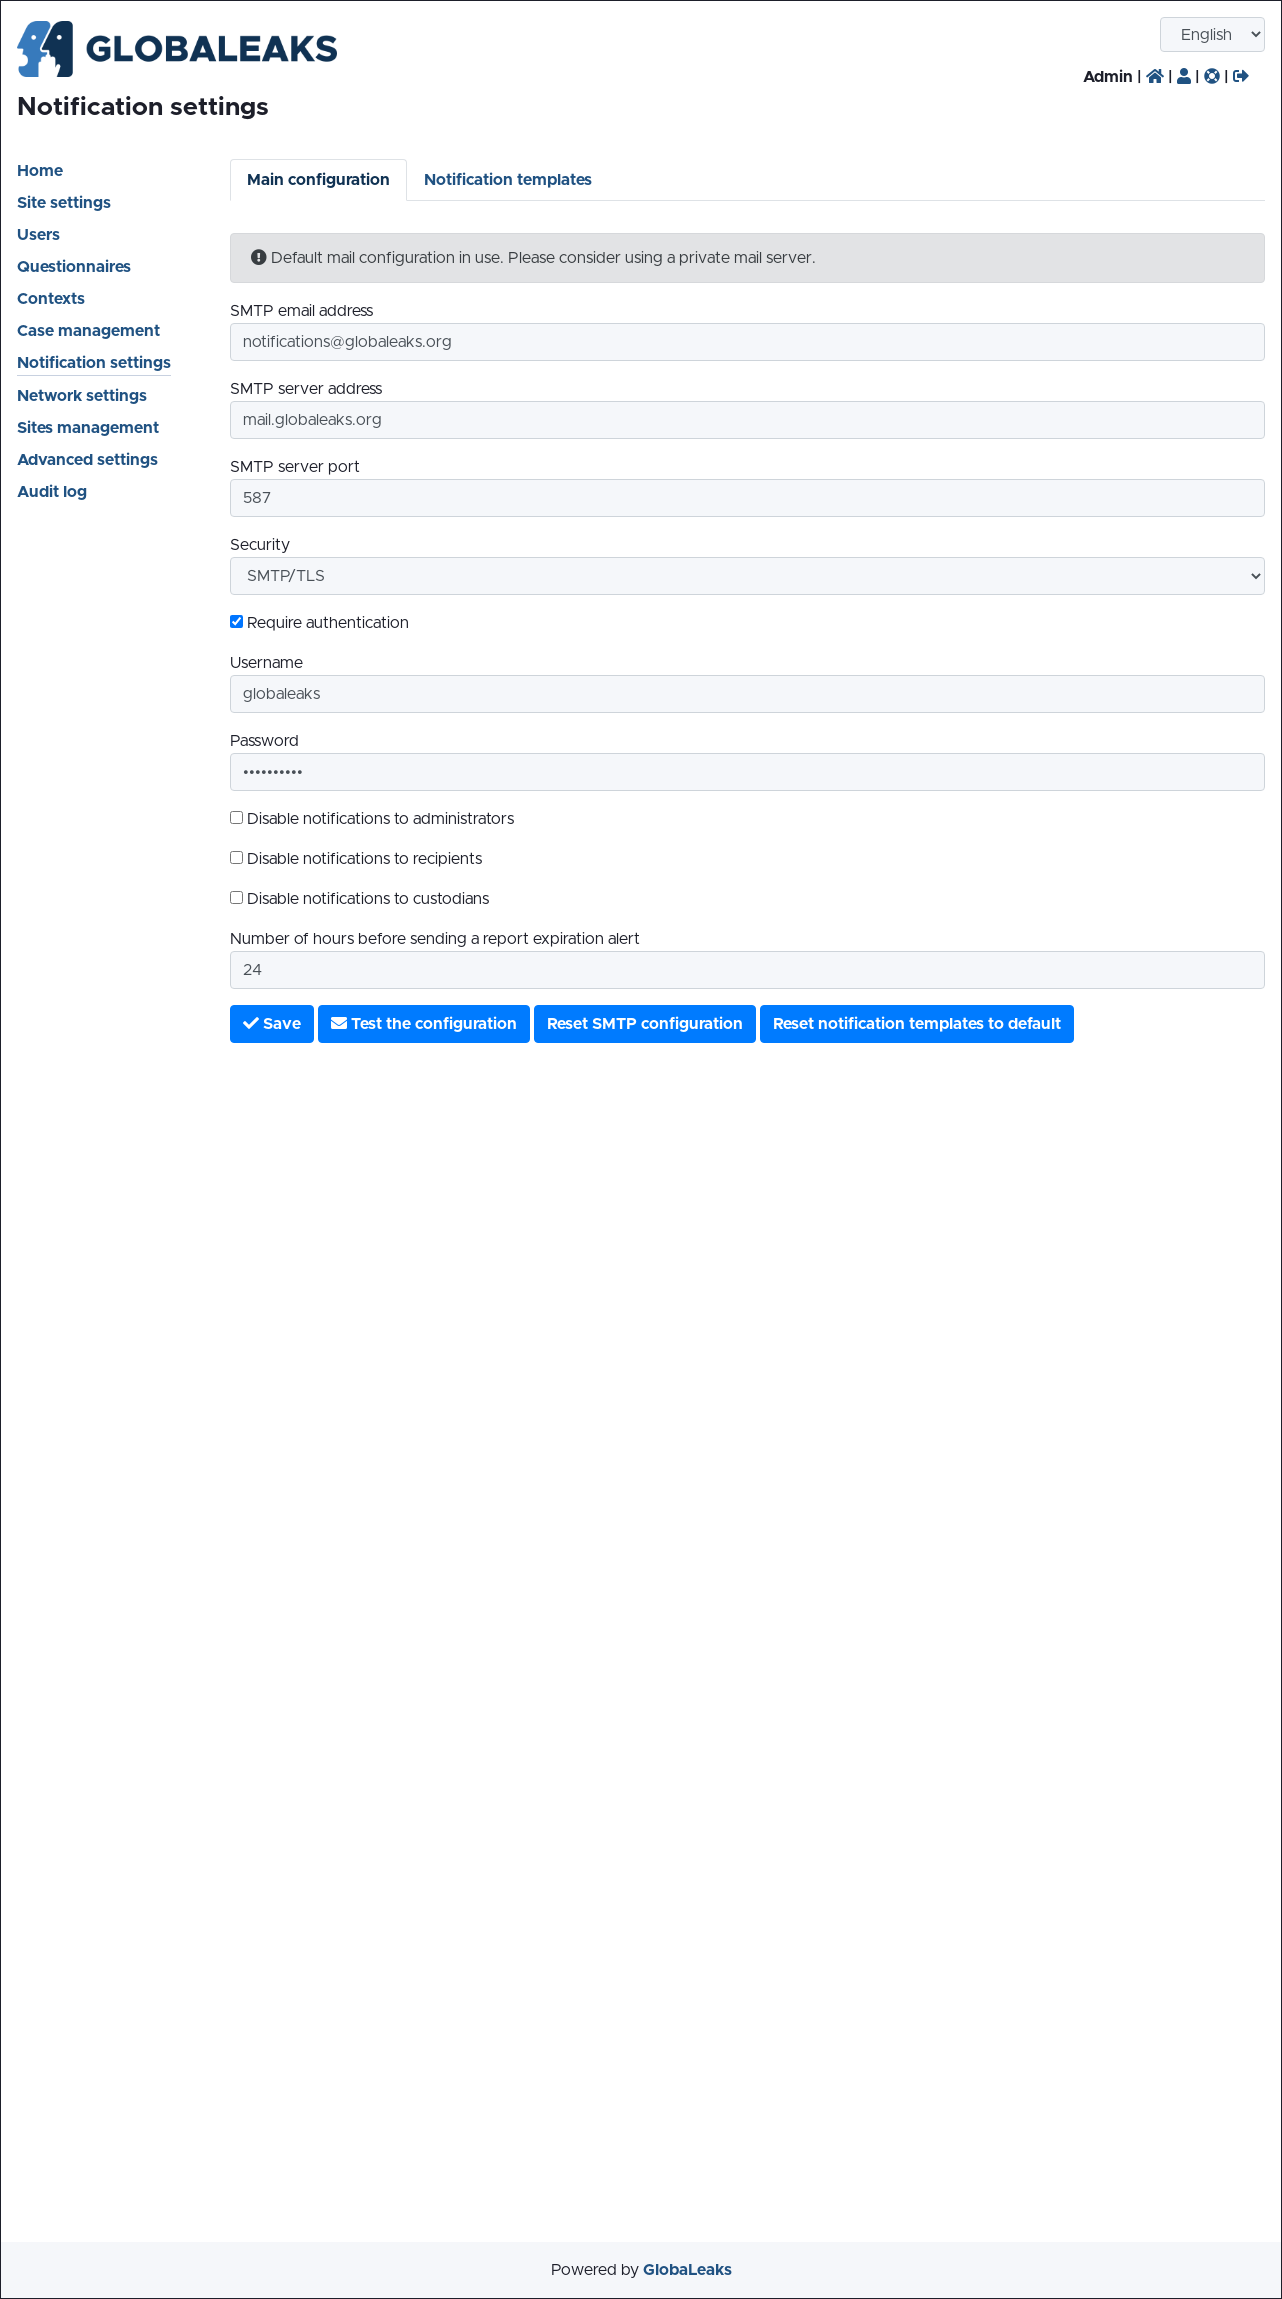 GLOBALEAKS
English
Admin | | | |
Notification settings
Home
Site settings
Users
Questionnaires
Contexts
Case management
Notification settings
Network settings
Sites management
Advanced settings
Audit log
Main configuration
Notification templates
Default mail configuration in use. Please consider using a private mail server.
SMTP email address
notifications@globaleaks.org
SMTP server address
mail.globaleaks.org
SMTP server port
587
Security
SMTP/TLS
Require authentication
Username
globaleaks
Password
••••••••••
Disable notifications to administrators
Disable notifications to recipients
Disable notifications to custodians
Number of hours before sending a report expiration alert
24
Save
Test the configuration
Reset SMTP configuration
Reset notification templates to default
Powered by GlobaLeaks